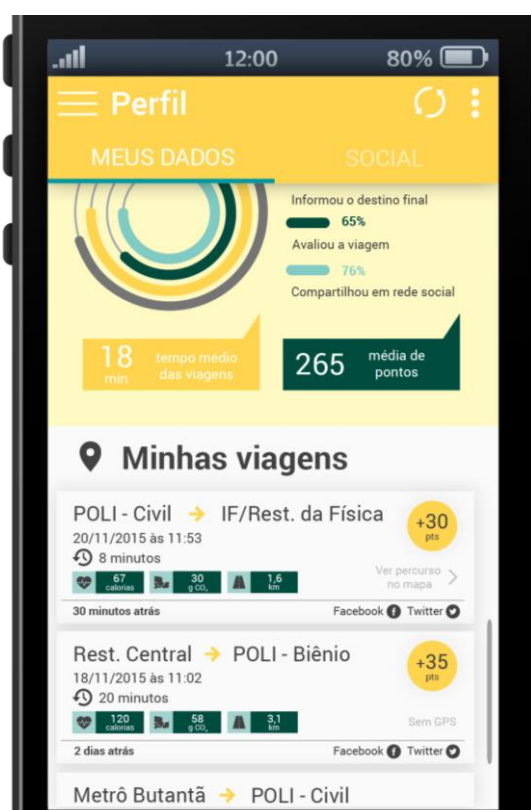 12:00
80%
Perfil
MEUS DADOS
SOCIAL
Informou o destino final
65%
Avaliou a viagem
76%
Compartilhou em rede social
18 min
tempo médio
das viagens
265
média de
pontos
Minhas viagens
POLI - Civil → IF/Rest. da Física
+30
pts
20/11/2015 às 11:53
8 minutos
67
calorias
30
g CO₂
1,6
km
Ver percurso
no mapa
30 minutos atrás
Facebook
Twitter
Rest. Central → POLI - Biênio
+35
pts
18/11/2015 às 11:02
20 minutos
120
calorias
58
g CO₂
3,1
km
Sem GPS
2 dias atrás
Facebook
Twitter
Metrô Butantã → POLI - Civil